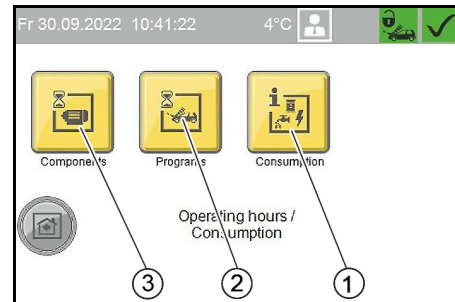 Fr 30.09.2022 10:41:22 4°C
Components Programs Consumption
Operating hours /
Consumption
3 2 1